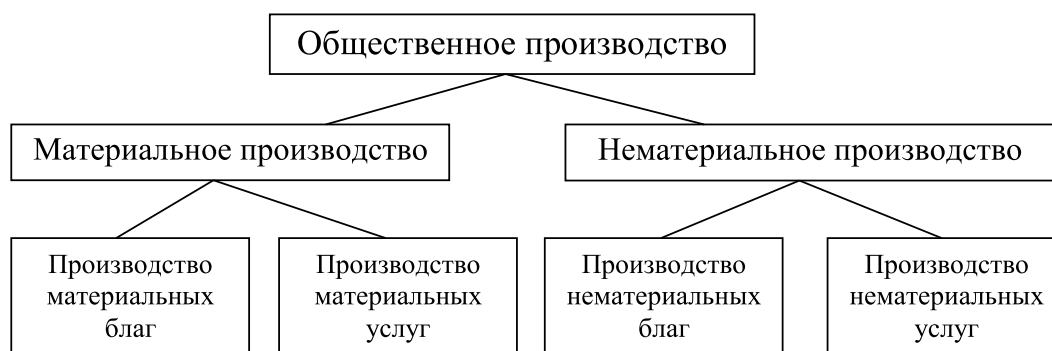 Общественное производство
Материальное производство
Нематериальное производство
Производство
материальных
благ
Производство
материальных
услуг
Производство
нематериальных
благ
Производство
нематериальных
услуг